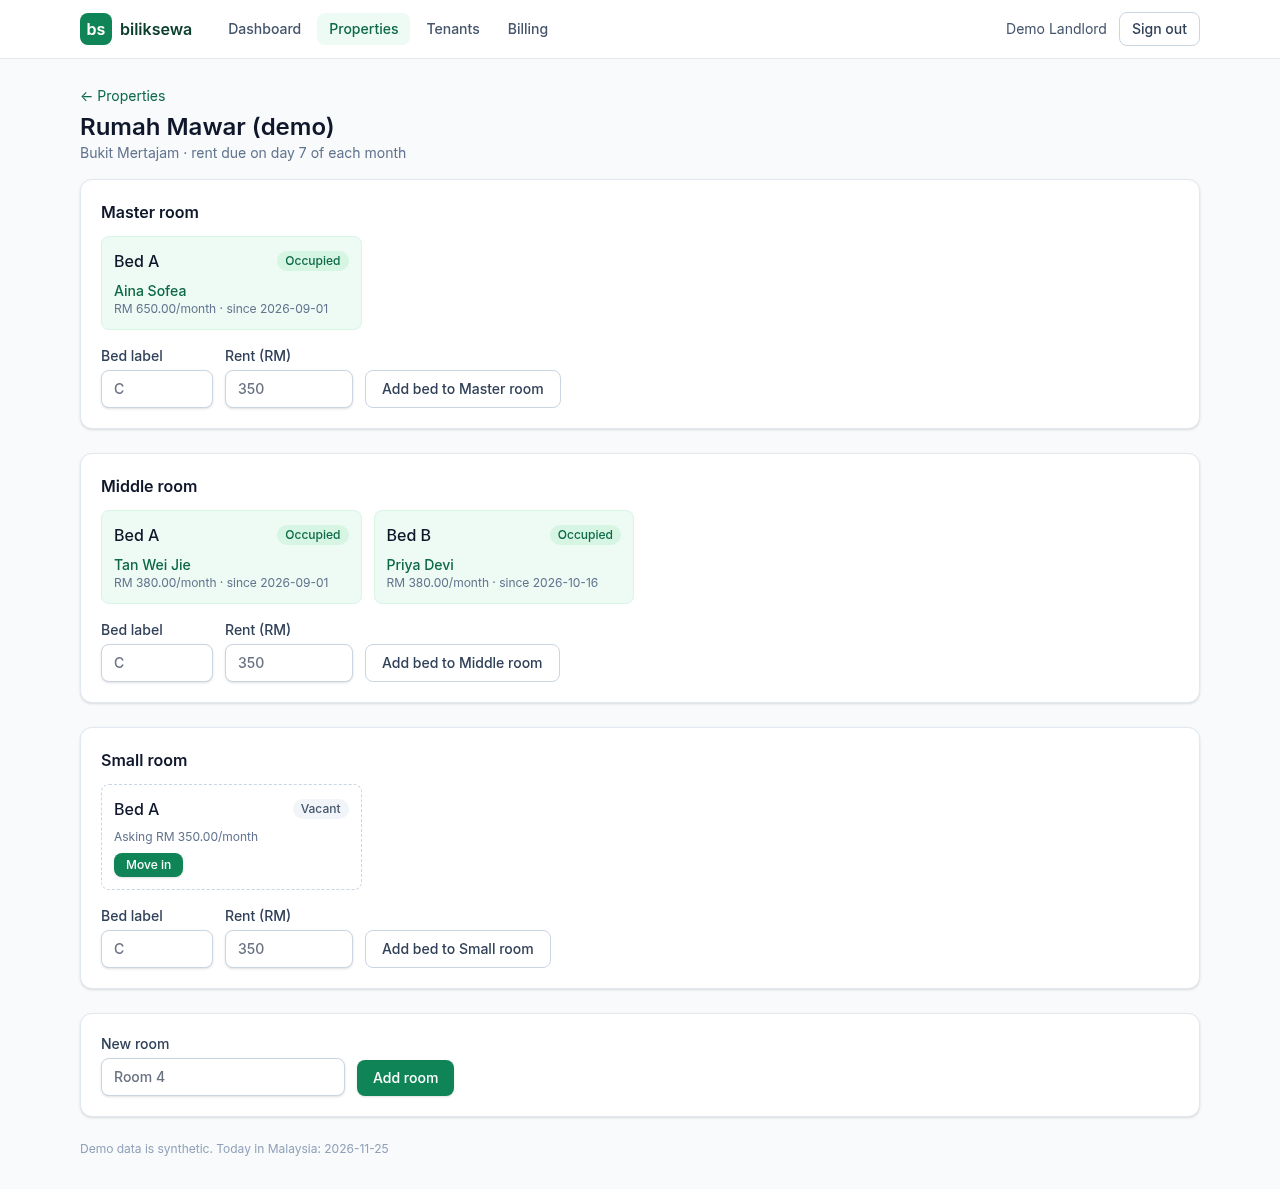 bs biliksewa Dashboard Properties Tenants Billing Demo Landlord Sign out
← Properties
Rumah Mawar (demo)
Bukit Mertajam · rent due on day 7 of each month
Master room
Bed A Occupied
Aina Sofea
RM 650.00/month · since 2026-09-01
Bed label Rent (RM)
C 350 Add bed to Master room
Middle room
Bed A Occupied Bed B Occupied
Tan Wei Jie Priya Devi
RM 380.00/month · since 2026-09-01 RM 380.00/month · since 2026-10-16
Bed label Rent (RM)
C 350 Add bed to Middle room
Small room
Bed A Vacant
Asking RM 350.00/month
Move in
Bed label Rent (RM)
C 350 Add bed to Small room
New room
Room 4 Add room
Demo data is synthetic. Today in Malaysia: 2026-11-25